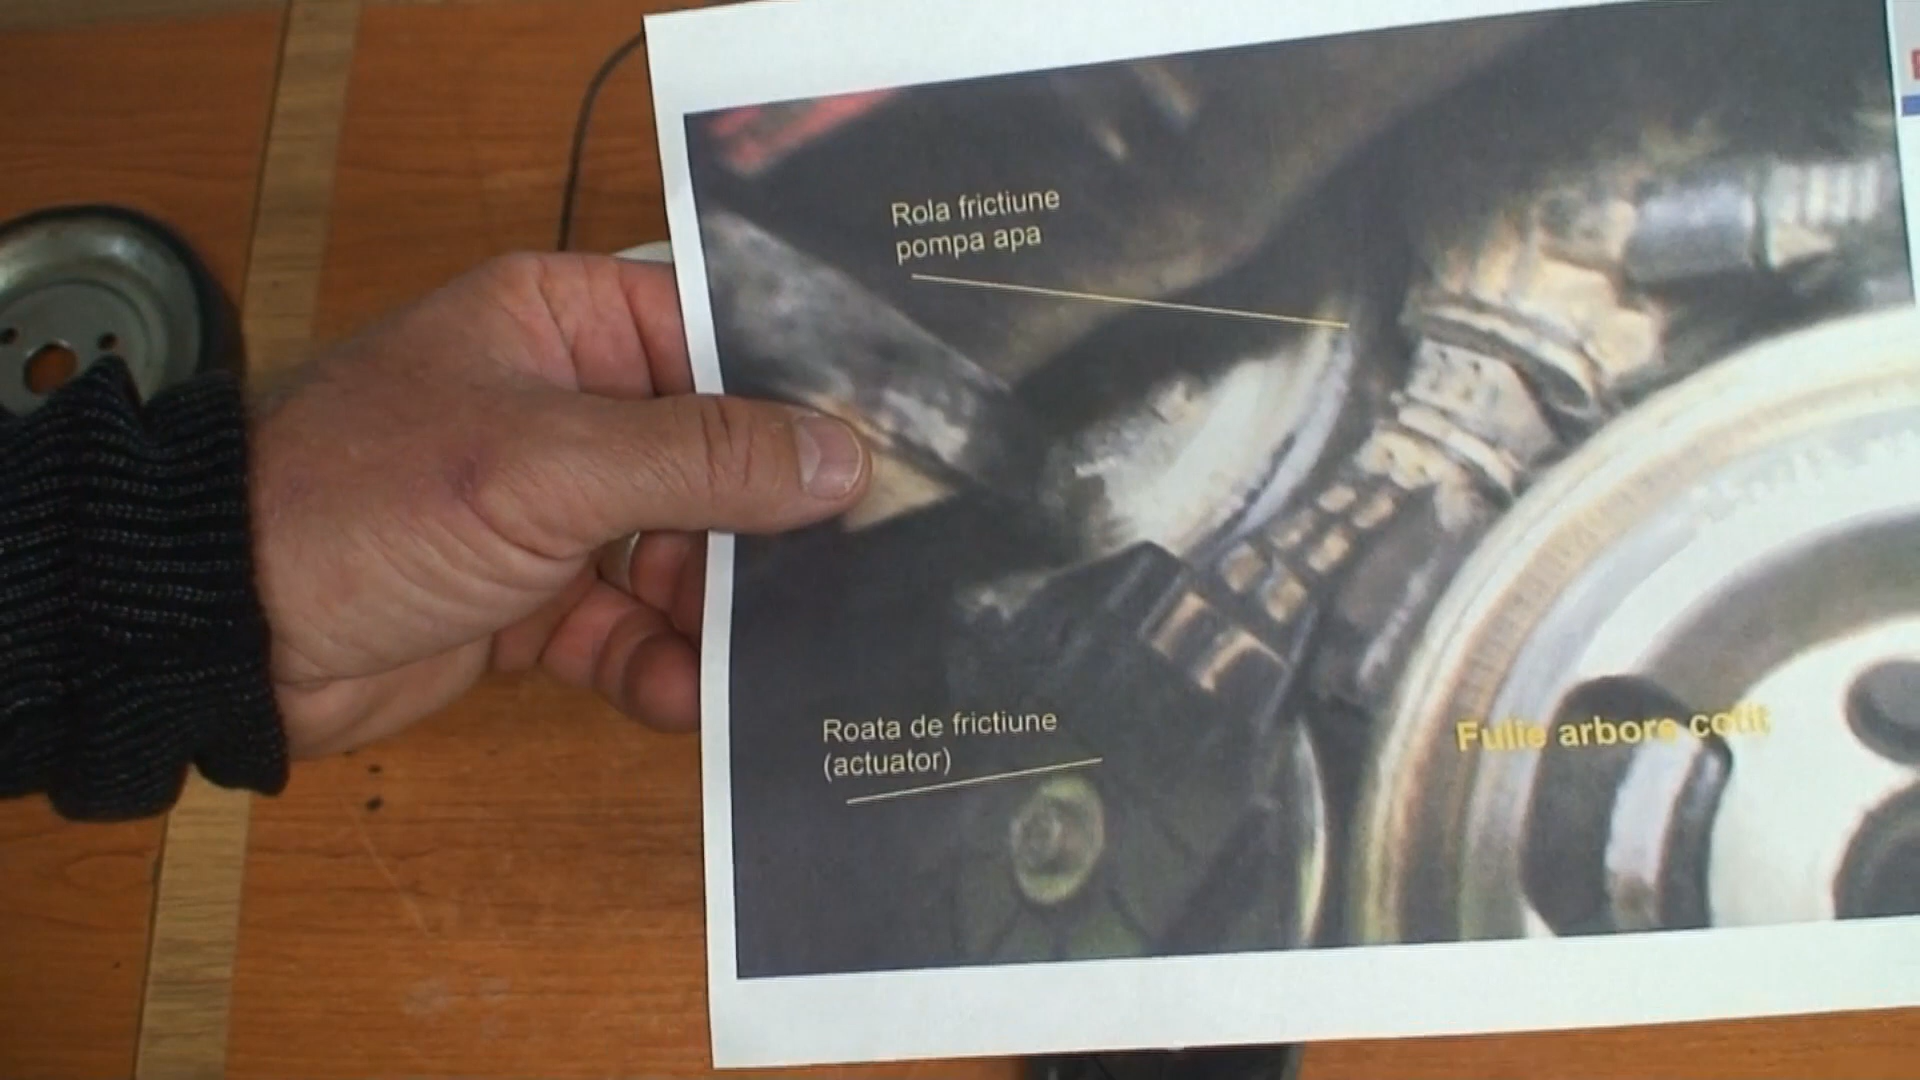 Rola frictiune
pompa apa
Roata de frictiune
(actuator)
Fulie arbore cotit